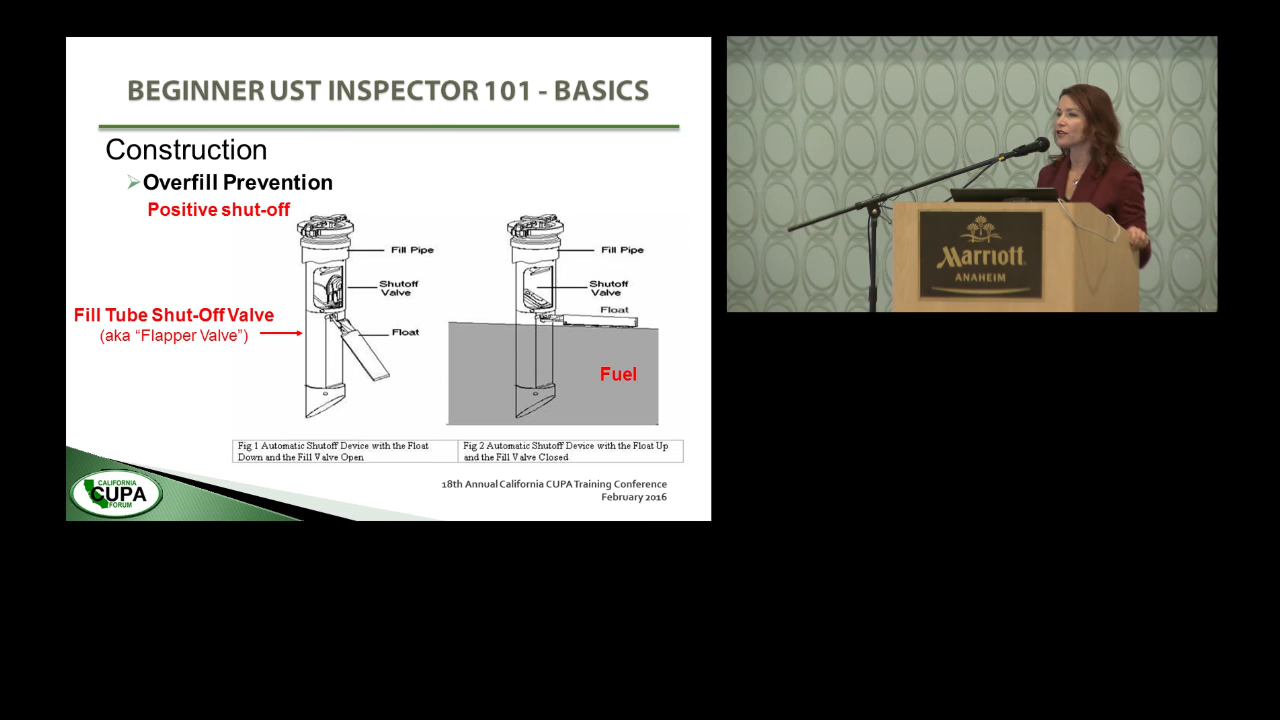 BEGINNER UST INSPECTOR 101 - BASICS
Construction
Overfill Prevention
Positive shut-off
Fill Pipe
Shutoff
Valve
Float
Fill Tube Shut-Off Valve
(aka “Flapper Valve”)
Fill Pipe
Shutoff
Valve
Float
Fuel
Fig 1 Automatic Shutoff Device with the Float
Down and the Fill Valve Open
Fig 2 Automatic Shutoff Device with the Float Up
and the Fill Valve Closed
18th Annual California CUPA Training Conference
February 2016
CALIFORNIA
CUPA
FORUM
Marriott
ANAHEIM